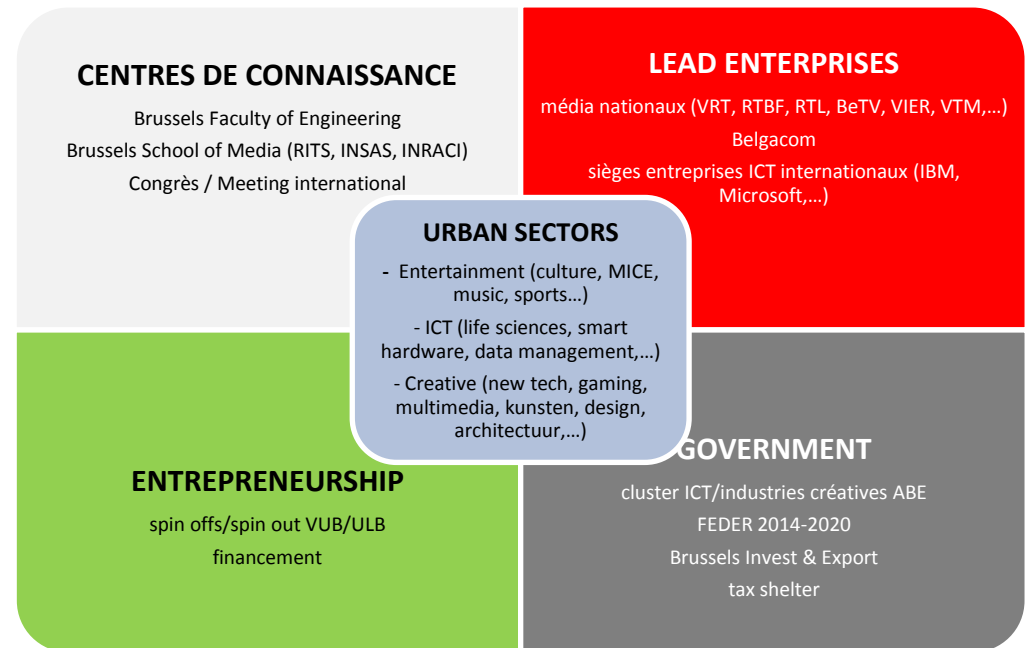 CENTRES DE CONNAISSANCE
Brussels Faculty of Engineering
Brussels School of Media (RITS, INSAS, INRACI)
Congrès / Meeting international
LEAD ENTERPRISES
média nationaux (VRT, RTBF, RTL, BeTV, VIER, VTM,…)
Belgacom
sièges entreprises ICT internationaux (IBM,
Microsoft,…)
URBAN SECTORS
- Entertainment (culture, MICE,
music, sports…)
- ICT (life sciences, smart
hardware, data management,…)
- Creative (new tech, gaming,
multimedia, kunsten, design,
architectuur,…)
ENTREPRENEURSHIP
spin offs/spin out VUB/ULB
financement
GOVERNMENT
cluster ICT/industries créatives ABE
FEDER 2014-2020
Brussels Invest & Export
tax shelter